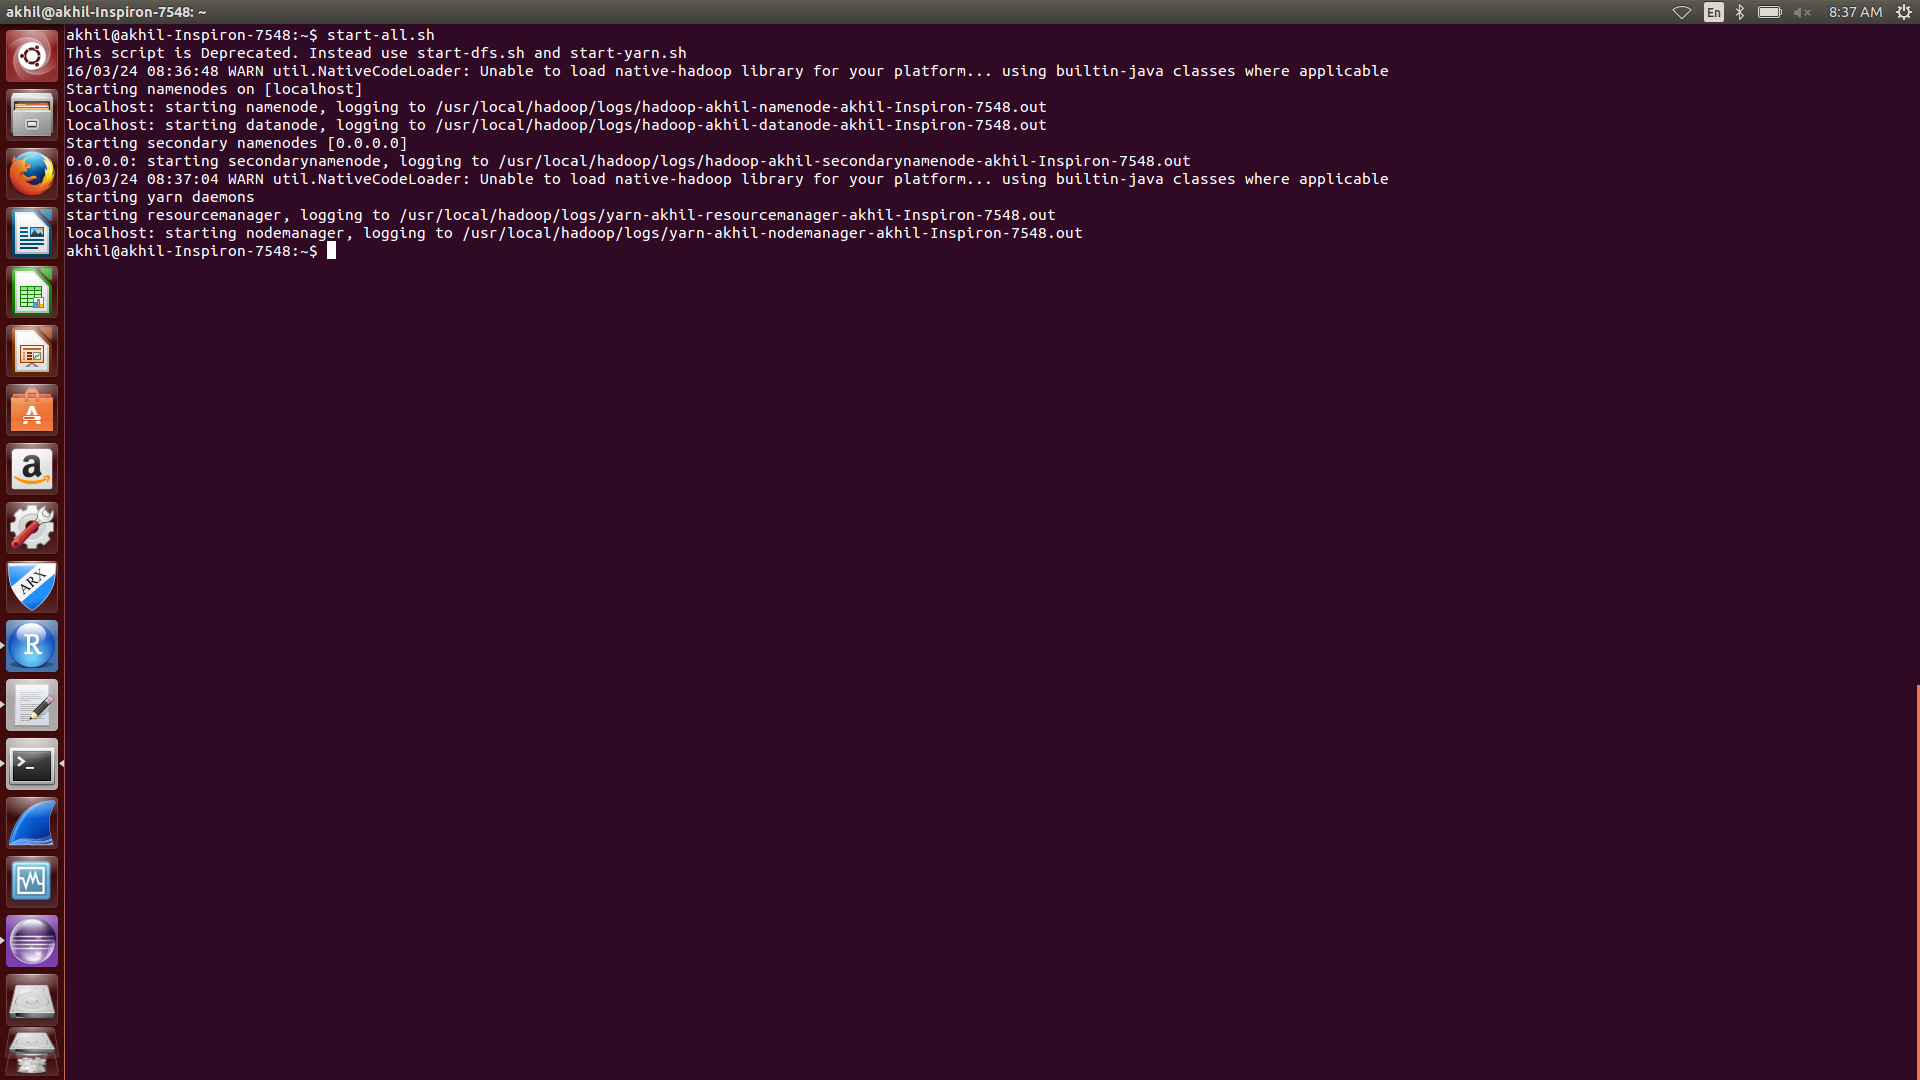 akhil@akhil-Inspiron-7548: ~
En
8:37 AM
akhil@akhil-Inspiron-7548:~$ start-all.sh
This script is Deprecated. Instead use start-dfs.sh and start-yarn.sh
16/03/24 08:36:48 WARN util.NativeCodeLoader: Unable to load native-hadoop library for your platform... using builtin-java classes where applicable
Starting namenodes on [localhost]
localhost: starting namenode, logging to /usr/local/hadoop/logs/hadoop-akhil-namenode-akhil-Inspiron-7548.out
localhost: starting datanode, logging to /usr/local/hadoop/logs/hadoop-akhil-datanode-akhil-Inspiron-7548.out
Starting secondary namenodes [0.0.0.0]
0.0.0.0: starting secondarynamenode, logging to /usr/local/hadoop/logs/hadoop-akhil-secondarynamenode-akhil-Inspiron-7548.out
16/03/24 08:37:04 WARN util.NativeCodeLoader: Unable to load native-hadoop library for your platform... using builtin-java classes where applicable
starting yarn daemons
starting resourcemanager, logging to /usr/local/hadoop/logs/yarn-akhil-resourcemanager-akhil-Inspiron-7548.out
localhost: starting nodemanager, logging to /usr/local/hadoop/logs/yarn-akhil-nodemanager-akhil-Inspiron-7548.out
akhil@akhil-Inspiron-7548:~$
A
a
ARX
R
>_